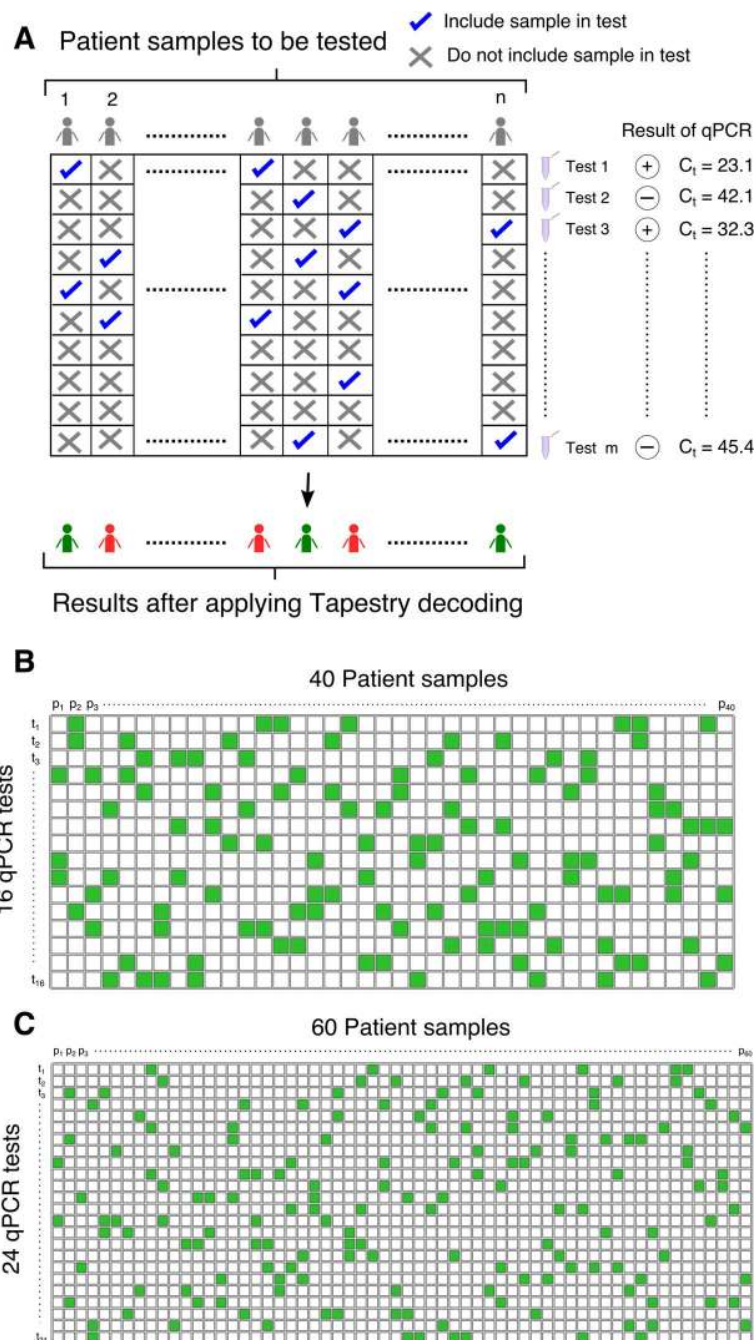 A
Patient samples to be tested
Include sample in test
Do not include sample in test
1 2 n
Result of qPCR
Test 1 + Ct = 23.1
Test 2 − Ct = 42.1
Test 3 + Ct = 32.3
Test m − Ct = 45.4
Results after applying Tapestry decoding
B
40 Patient samples
p1 p2 p3 p40
t1
t2
t3
t16
16 qPCR tests
C
60 Patient samples
p1 p2 p3 p60
t1
t2
t3
24 qPCR tests